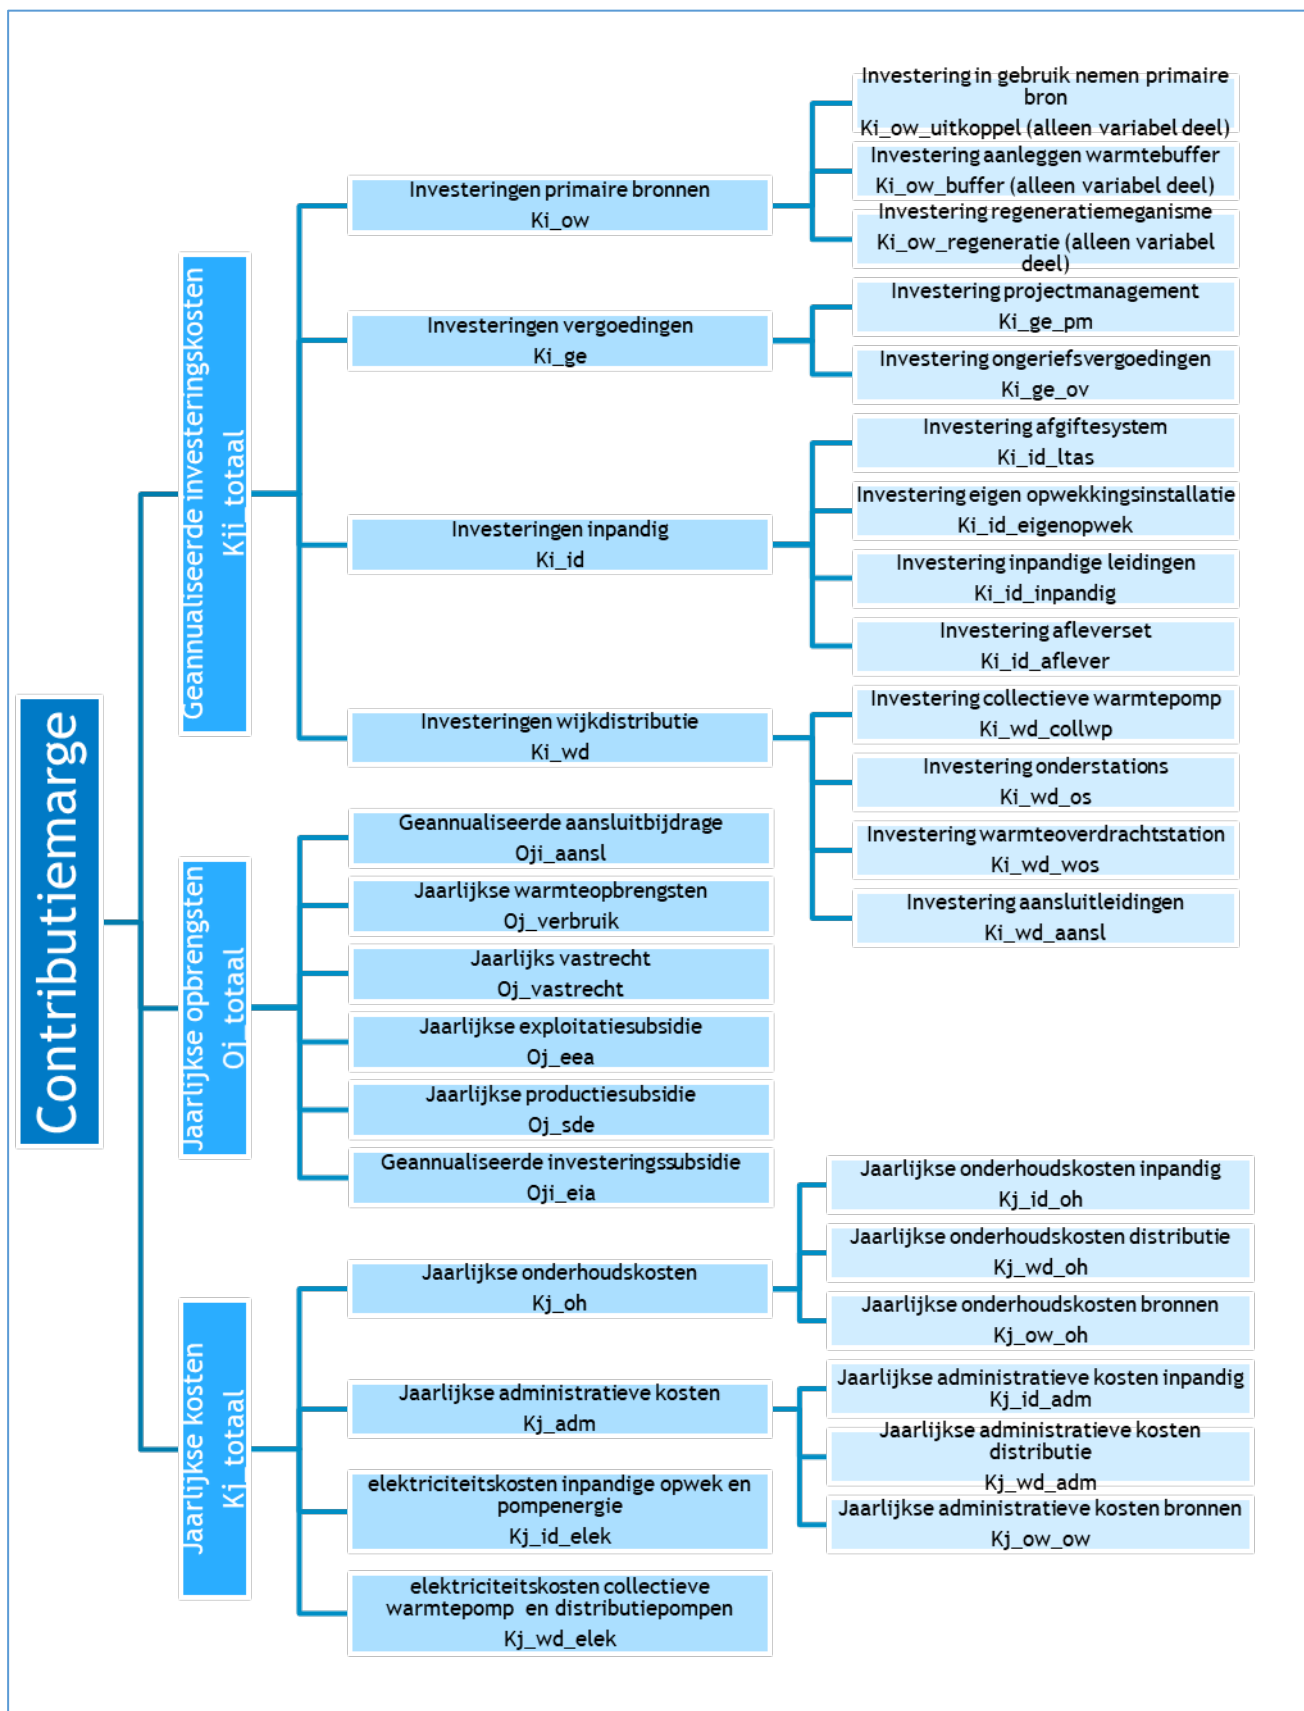 Contributiemarge
Geannualiseerde investeringskosten
Kji_totaal
Investeringen primaire bronnen
Ki_ow
Investering in gebruik nemen primaire
bron
Ki_ow_uitkoppel (alleen variabel deel)
Investering aanleggen warmtebuffer
Ki_ow_buffer (alleen variabel deel)
Investering regeneratiemeganisme
Ki_ow_regeneratie (alleen variabel
deel)
Investeringen vergoedingen
Ki_ge
Investering projectmanagement
Ki_ge_pm
Investering ongeriefsvergoedingen
Ki_ge_ov
Investeringen inpandig
Ki_id
Investering afgiftesystem
Ki_id_ltas
Investering eigen opwekkingsinstallatie
Ki_id_eigenopwek
Investering inpandige leidingen
Ki_id_inpandig
Investering afleverset
Ki_id_aflever
Investeringen wijkdistributie
Ki_wd
Investering collectieve warmtepomp
Ki_wd_collwp
Investering onderstations
Ki_wd_os
Investering warmteoverdrachtstation
Ki_wd_wos
Investering aansluitleidingen
Ki_wd_aansl
Jaarlijkse opbrengsten
Oj_totaal
Geannualiseerde aansluitbijdrage
Oji_aansl
Jaarlijkse warmteopbrengsten
Oj_verbruik
Jaarlijks vastrecht
Oj_vastrecht
Jaarlijkse exploitatiesubsidie
Oj_eea
Jaarlijkse productiesubsidie
Oj_sde
Geannualiseerde investeringssubsidie
Oji_eia
Jaarlijkse kosten
Kj_totaal
Jaarlijkse onderhoudskosten
Kj_oh
Jaarlijkse onderhoudskosten inpandig
Kj_id_oh
Jaarlijkse onderhoudskosten distributie
Kj_wd_oh
Jaarlijkse onderhoudskosten bronnen
Kj_ow_oh
Jaarlijkse administratieve kosten
Kj_adm
Jaarlijkse administratieve kosten inpandig
Kj_id_adm
Jaarlijkse administratieve kosten
distributie
Kj_wd_adm
Jaarlijkse administratieve kosten bronnen
Kj_ow_ow
elektriciteitskosten inpandige opwek en
pompenergie
Kj_id_elek
elektriciteitskosten collectieve
warmtepomp en distributiepompen
Kj_wd_elek